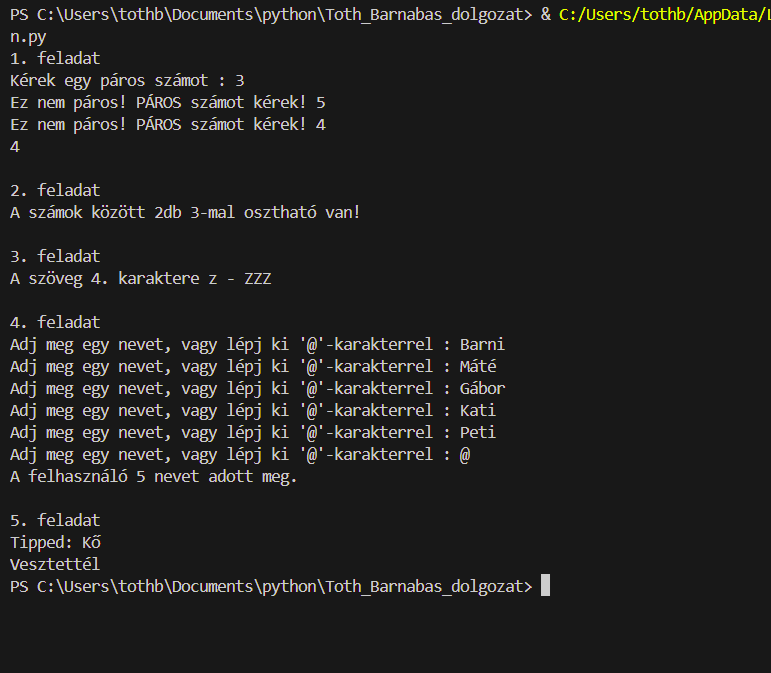 PS C:\Users\tothb\Documents\python\Toth_Barnabas_dolgozat> & C:/Users/tothb/AppData/L
n.py
1. feladat
Kérek egy páros számot : 3
Ez nem páros! PÁROS számot kérek! 5
Ez nem páros! PÁROS számot kérek! 4
4
2. feladat
A számok között 2db 3-mal osztható van!
3. feladat
A szöveg 4. karaktere z - ZZZ
4. feladat
Adj meg egy nevet, vagy lépj ki '@'-karakterrel : Barni
Adj meg egy nevet, vagy lépj ki '@'-karakterrel : Máté
Adj meg egy nevet, vagy lépj ki '@'-karakterrel : Gábor
Adj meg egy nevet, vagy lépj ki '@'-karakterrel : Kati
Adj meg egy nevet, vagy lépj ki '@'-karakterrel : Peti
Adj meg egy nevet, vagy lépj ki '@'-karakterrel : @
A felhasználó 5 nevet adott meg.
5. feladat
Tipped: Kő
Vesztettél
PS C:\Users\tothb\Documents\python\Toth_Barnabas_dolgozat>